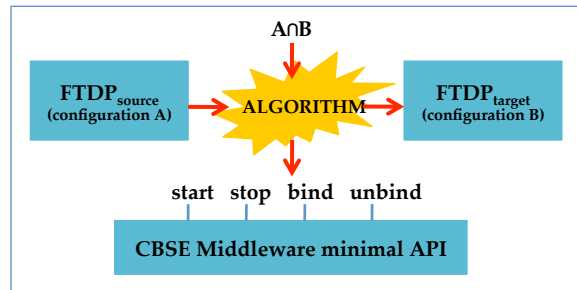 A∩B
FTDPsource
(configuration A)
ALGORITHM
FTDPtarget
(configuration B)
start stop bind unbind
CBSE Middleware minimal API